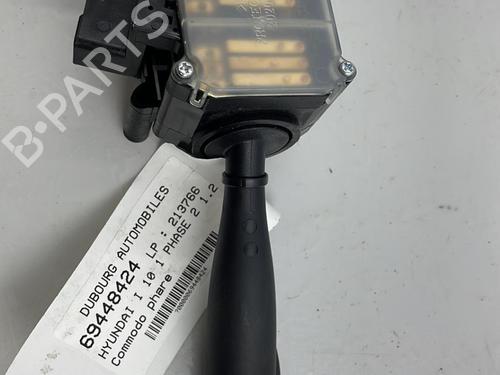 B-PARTS
DUBOURG AUTOMOBILES
69448424 LP : 213766
HYUNDAI I 10 1 PHASE 2 1.2
Commodo phare